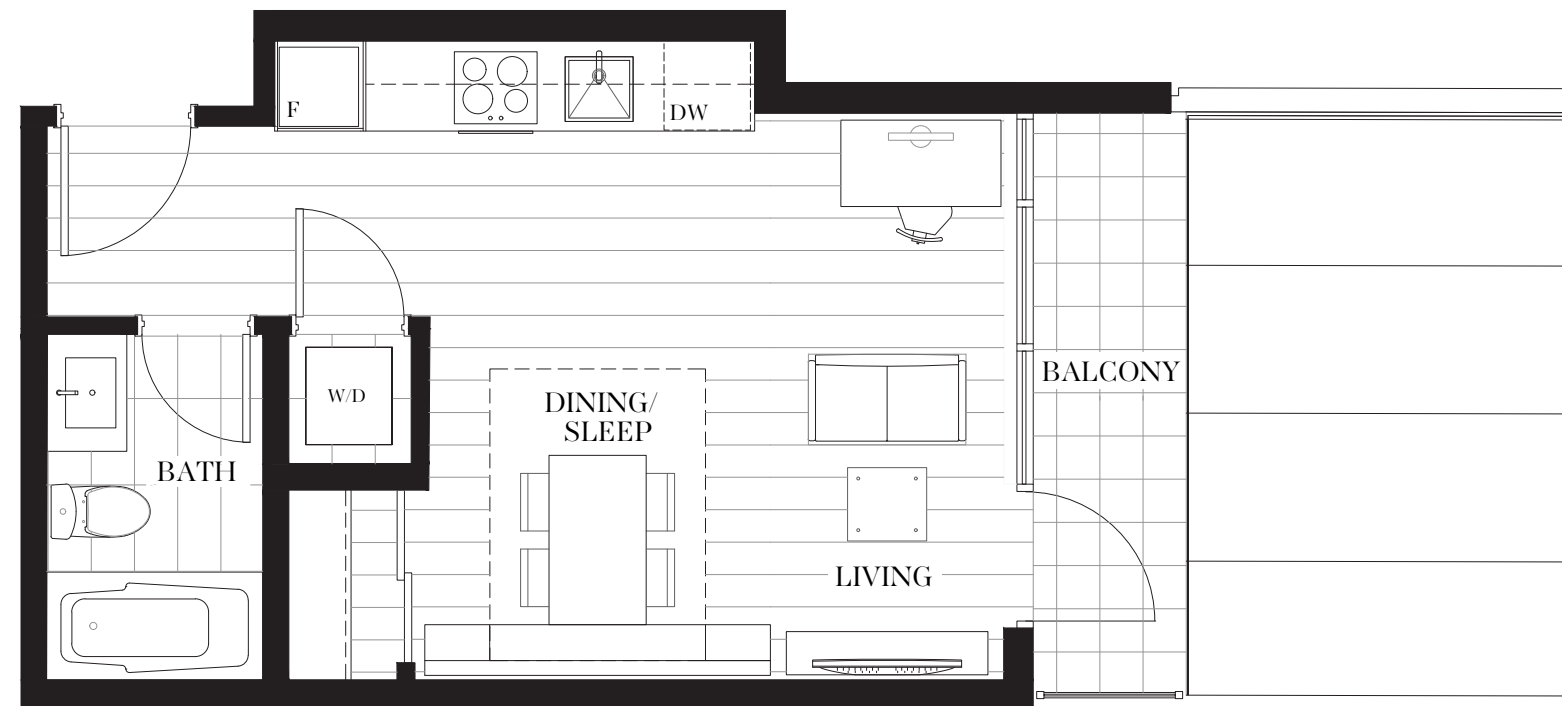 F
DW
BALCONY
W/D
DINING/
SLEEP
BATH
LIVING